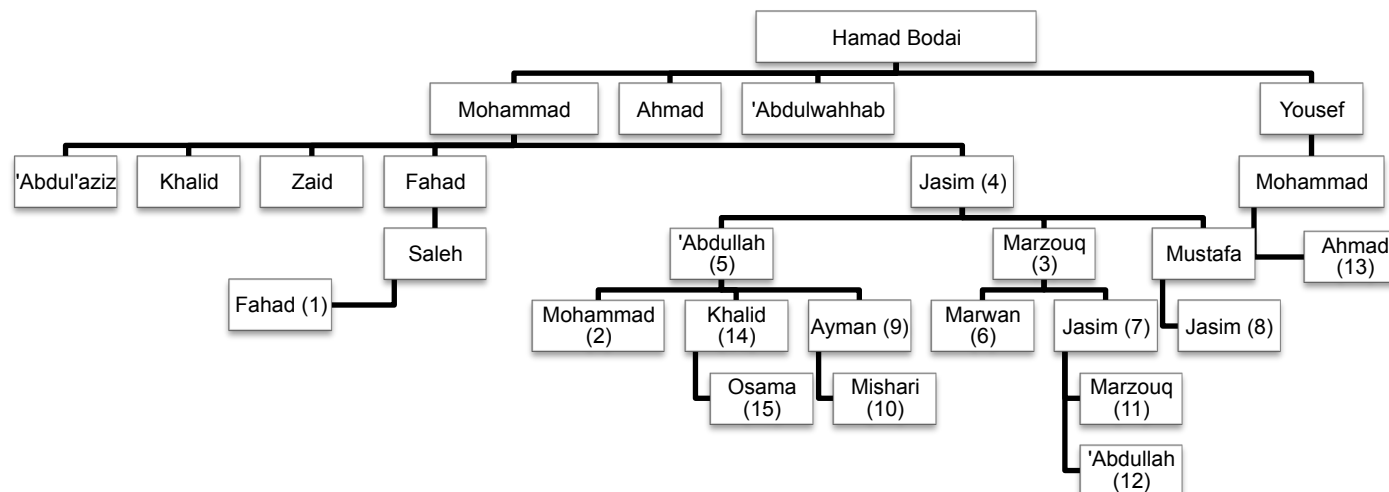 Hamad Bodai
Mohammad
Ahmad
'Abdulwahhab
Yousef
'Abdul'aziz
Khalid
Zaid
Fahad
Jasim (4)
Mohammad
Saleh
'Abdullah
(5)
Marzouq
(3)
Mustafa
Ahmad
(13)
Fahad (1)
Mohammad
(2)
Khalid
(14)
Ayman (9)
Marwan
(6)
Jasim (7)
Jasim (8)
Osama
(15)
Mishari
(10)
Marzouq
(11)
'Abdullah
(12)